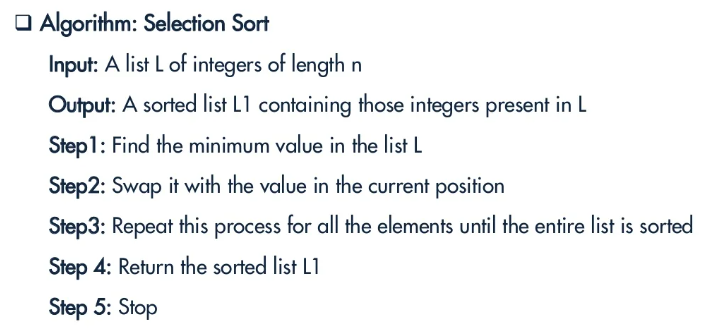 ❑ Algorithm: Selection Sort
Input: A list L of integers of length n
Output: A sorted list L1 containing those integers present in L
Step1: Find the minimum value in the list L
Step2: Swap it with the value in the current position
Step3: Repeat this process for all the elements until the entire list is sorted
Step 4: Return the sorted list L1
Step 5: Stop